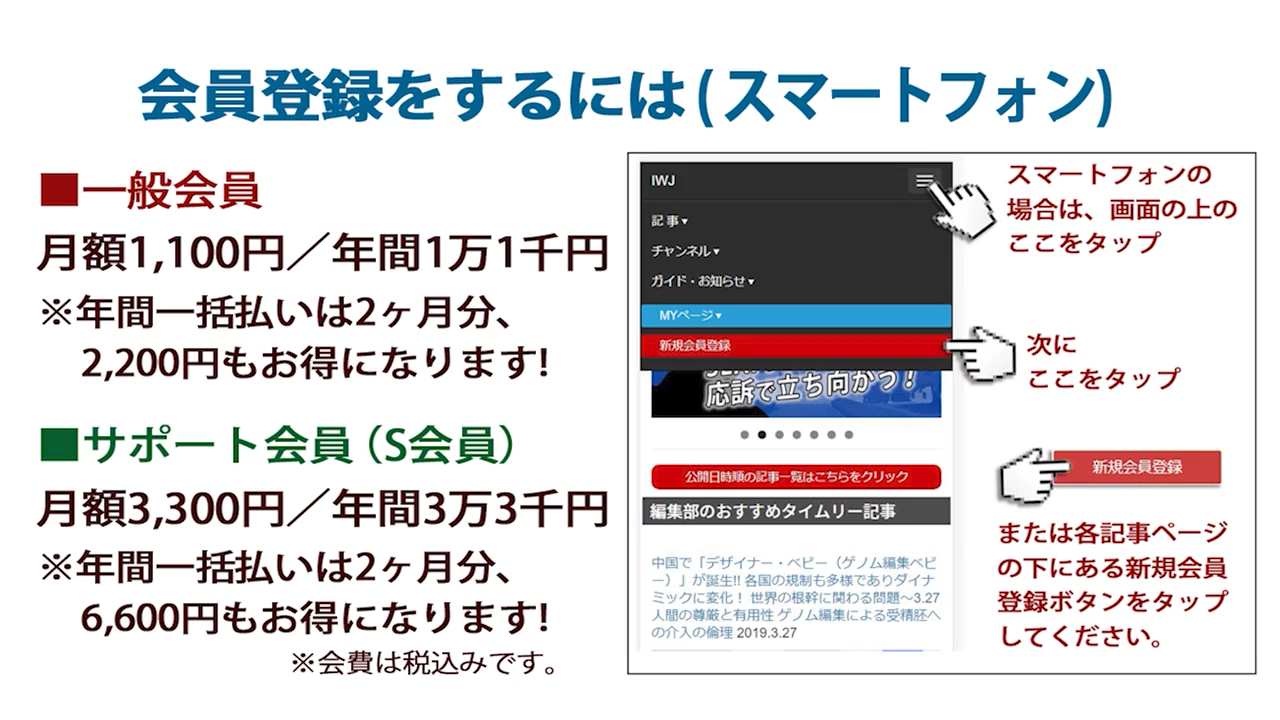 会員登録をするには(スマートフォン)
■一般会員
月額1,100円／年間1万1千円
※年間一括払いは2ヶ月分、
2,200円もお得になります!
■サポート会員（S会員）
月額3,300円／年間3万3千円
※年間一括払いは2ヶ月分、
6,600円もお得になります!
※会費は税込みです。
IWJ
記事▾
チャンネル▾
ガイド・お知らせ▾
MYページ▾
新規会員登録
応訴で立ち向かう！
公開日時順の記事一覧はこちらをクリック
編集部のおすすめタイムリー記事
中国で「デザイナー・ベビー（ゲノム編集ベビ
ー）」が誕生!! 各国の規制も多様でありダイナ
ミックに変化！ 世界の根幹に関わる問題～3.27
人間の尊厳と有用性 ゲノム編集による受精胚へ
の介入の倫理 2019.3.27
スマートフォンの
場合は、画面の上の
ここをタップ
次に
ここをタップ
新規会員登録
または各記事ページ
の下にある新規会員
登録ボタンをタップ
してください。